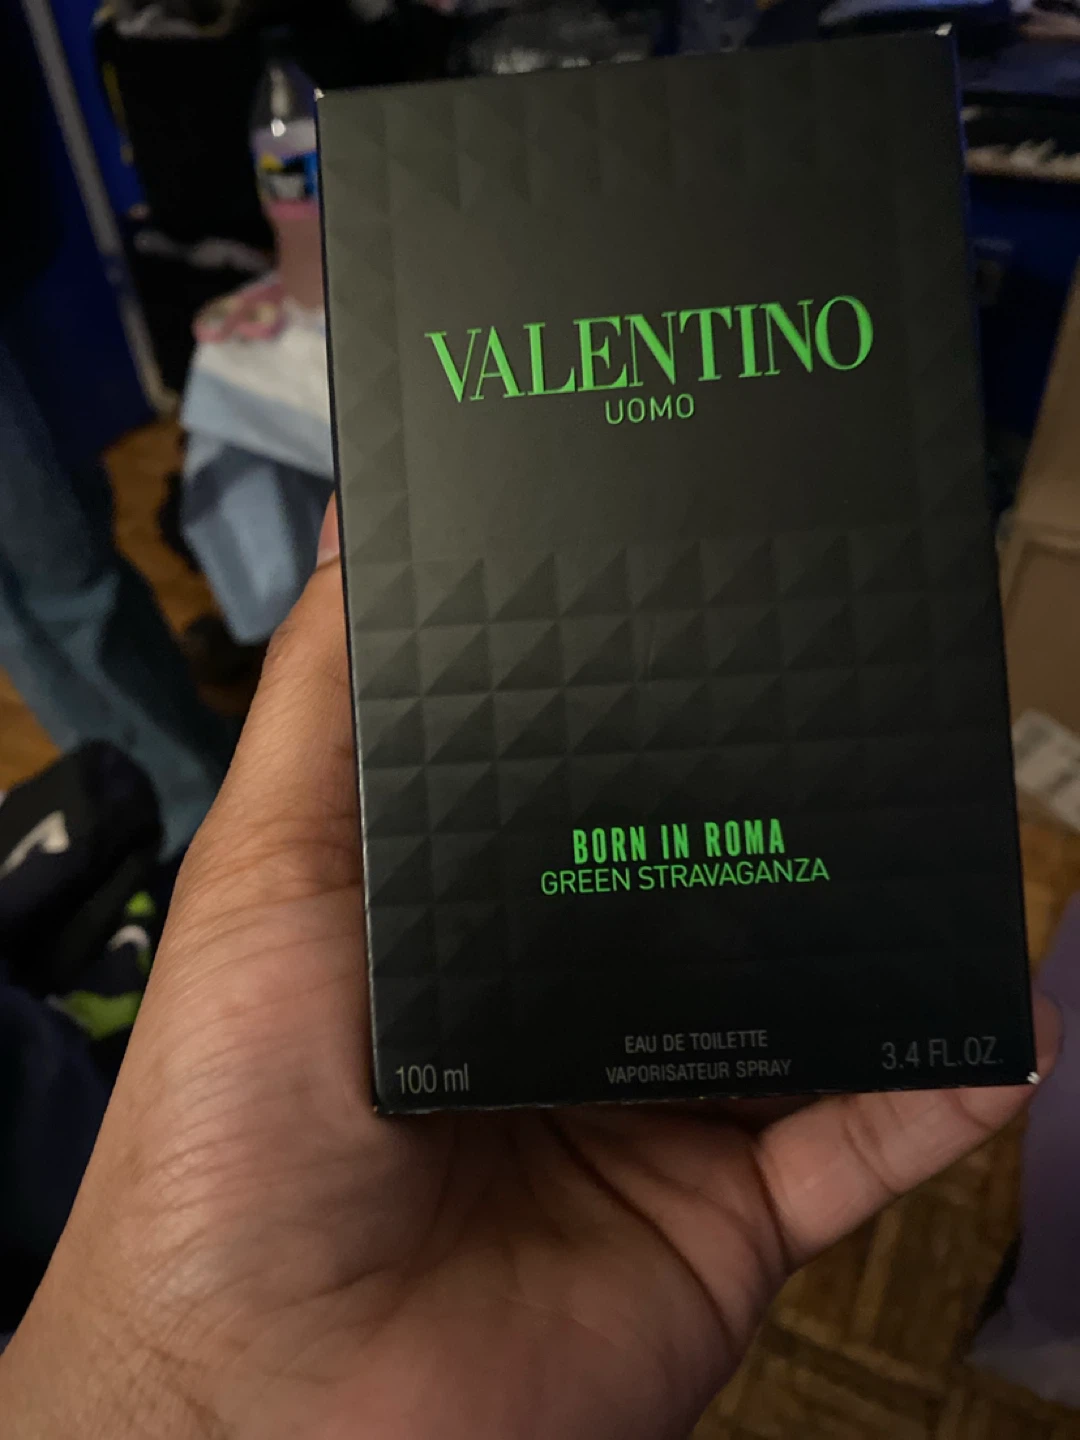 VALENTINO
UOMO
BORN IN ROMA
GREEN STRAVAGANZA
EAU DE TOILETTE
VAPORISATEUR SPRAY
100 ml
3.4 FL.OZ.